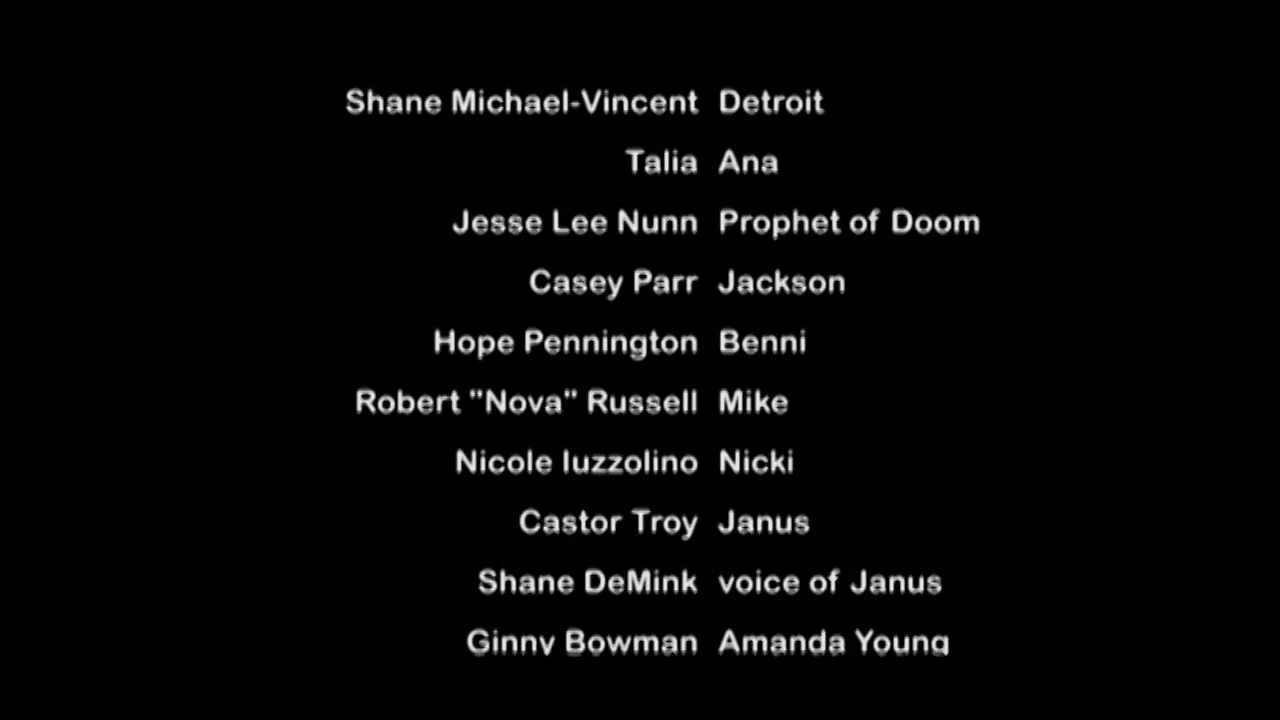 Shane Michael-Vincent Detroit
Talia Ana
Jesse Lee Nunn Prophet of Doom
Casey Parr Jackson
Hope Pennington Benni
Robert "Nova" Russell Mike
Nicole Iuzzolino Nicki
Castor Troy Janus
Shane DeMink voice of Janus
Ginny Bowman Amanda Young